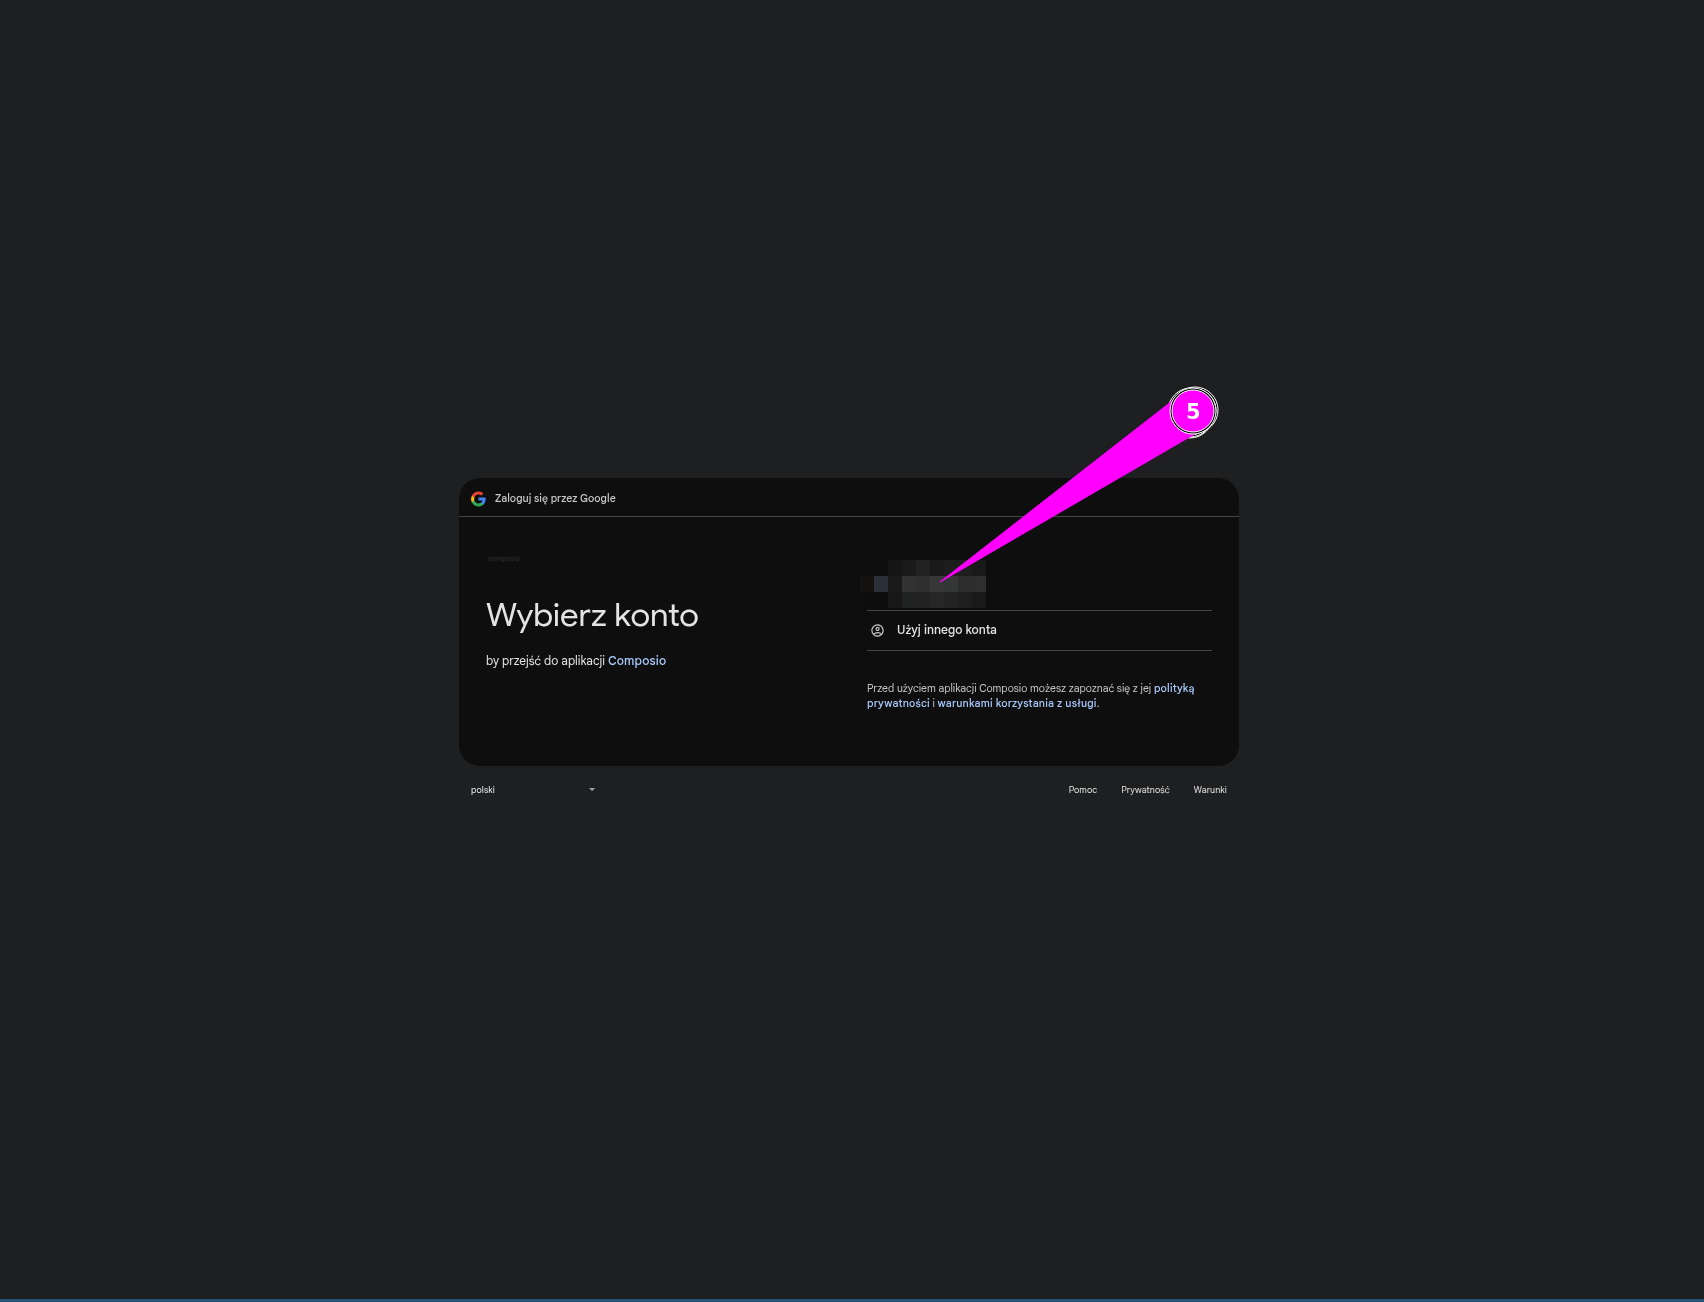 5
Zaloguj się przez Google
composio
Wybierz konto
by przejść do aplikacji Composio
Użyj innego konta
Przed użyciem aplikacji Composio możesz zapoznać się z jej polityką
prywatności i warunkami korzystania z usługi.
polski
Pomoc
Prywatność
Warunki